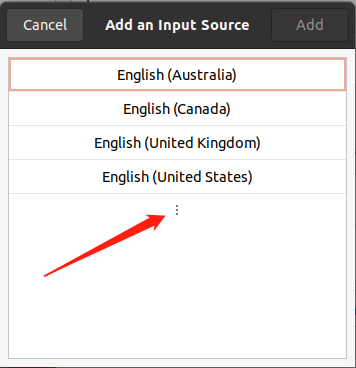 Cancel Add an Input Source Add
English (Australia)
English (Canada)
English (United Kingdom)
English (United States)